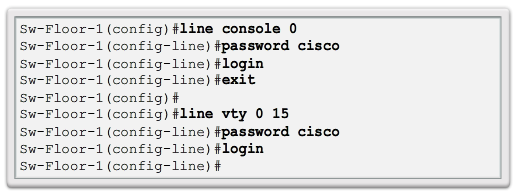 Sw-Floor-1(config)#line console 0
Sw-Floor-1(config-line)#password cisco
Sw-Floor-1(config-line)#login
Sw-Floor-1(config-line)#exit
Sw-Floor-1(config)#
Sw-Floor-1(config)#line vty 0 15
Sw-Floor-1(config-line)#password cisco
Sw-Floor-1(config-line)#login
Sw-Floor-1(config-line)#